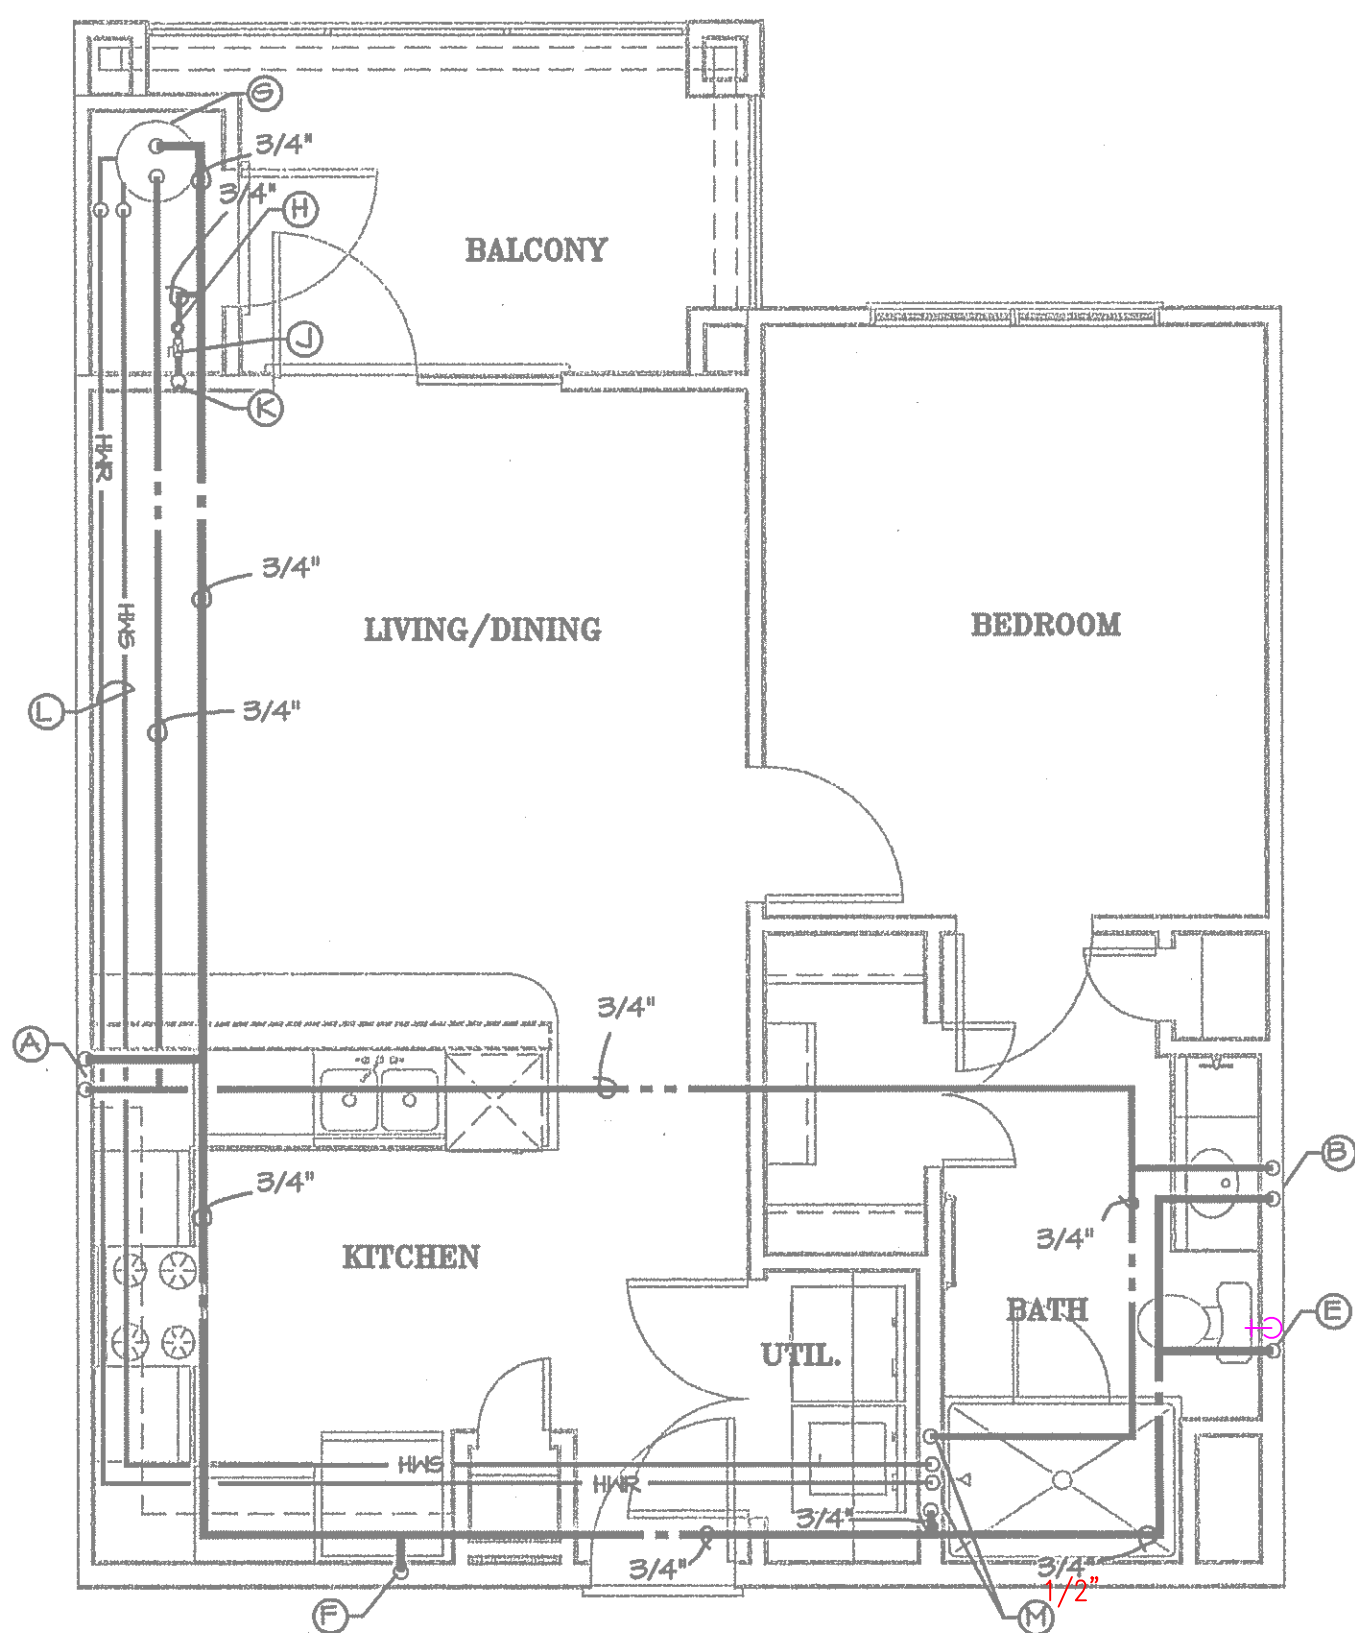 G
3/4"
3/4"
H
BALCONY
J
K
HWR
3/4"
HWS
LIVING/DINING
BEDROOM
L
3/4"
3/4"
A
B
3/4"
3/4"
KITCHEN
BATH
E
UTIL.
HWS
HWR
3/4"
3/4"
3/4"
1/2"
F
M